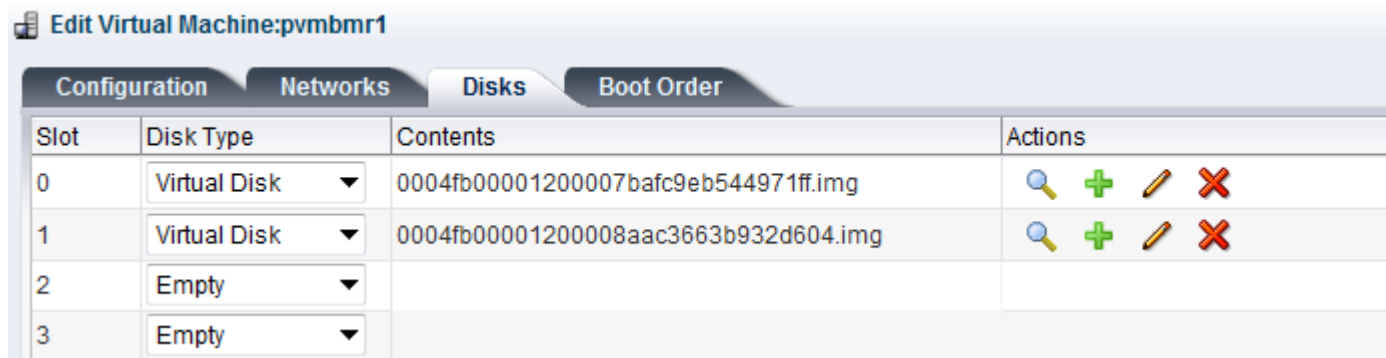 Edit Virtual Machine:pvmbmr1
Configuration Networks Disks Boot Order
Slot Disk Type Contents Actions
0 Virtual Disk 0004fb00001200007bafc9eb544971ff.img
1 Virtual Disk 0004fb00001200008aac3663b932d604.img
2 Empty
3 Empty